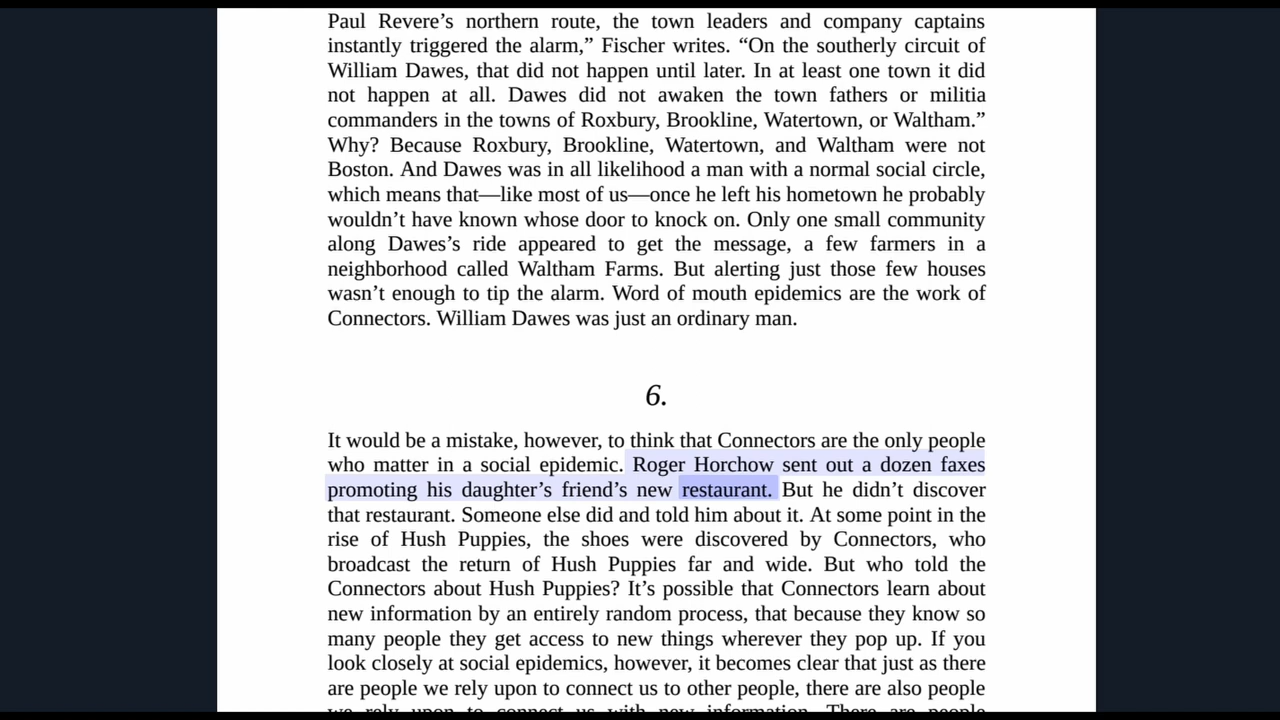 Paul Revere’s northern route, the town leaders and company captains
instantly triggered the alarm,” Fischer writes. “On the southerly circuit of
William Dawes, that did not happen until later. In at least one town it did
not happen at all. Dawes did not awaken the town fathers or militia
commanders in the towns of Roxbury, Brookline, Watertown, or Waltham.”
Why? Because Roxbury, Brookline, Watertown, and Waltham were not
Boston. And Dawes was in all likelihood a man with a normal social circle,
which means that—like most of us—once he left his hometown he probably
wouldn’t have known whose door to knock on. Only one small community
along Dawes’s ride appeared to get the message, a few farmers in a
neighborhood called Waltham Farms. But alerting just those few houses
wasn’t enough to tip the alarm. Word of mouth epidemics are the work of
Connectors. William Dawes was just an ordinary man.
6.
It would be a mistake, however, to think that Connectors are the only people
who matter in a social epidemic. Roger Horchow sent out a dozen faxes
promoting his daughter’s friend’s new restaurant. But he didn’t discover
that restaurant. Someone else did and told him about it. At some point in the
rise of Hush Puppies, the shoes were discovered by Connectors, who
broadcast the return of Hush Puppies far and wide. But who told the
Connectors about Hush Puppies? It’s possible that Connectors learn about
new information by an entirely random process, that because they know so
many people they get access to new things wherever they pop up. If you
look closely at social epidemics, however, it becomes clear that just as there
are people we rely upon to connect us to other people, there are also people
we rely upon to connect us with new information. There are people